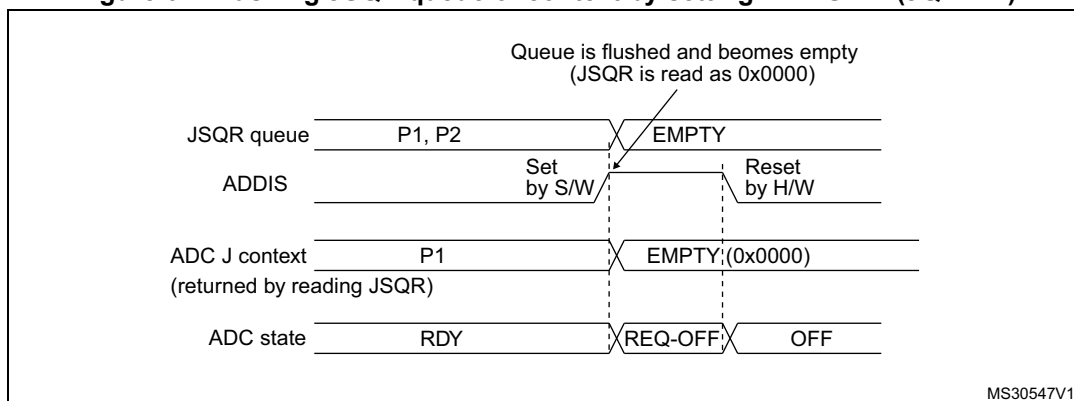 Queue is flushed and beomes empty
(JSQR is read as 0x0000)
JSQR queue P1, P2 EMPTY
Set Reset
ADDIS by S/W by H/W
ADC J context P1 EMPTY (0x0000)
(returned by reading JSQR)
ADC state RDY REQ-OFF OFF
MS30547V1